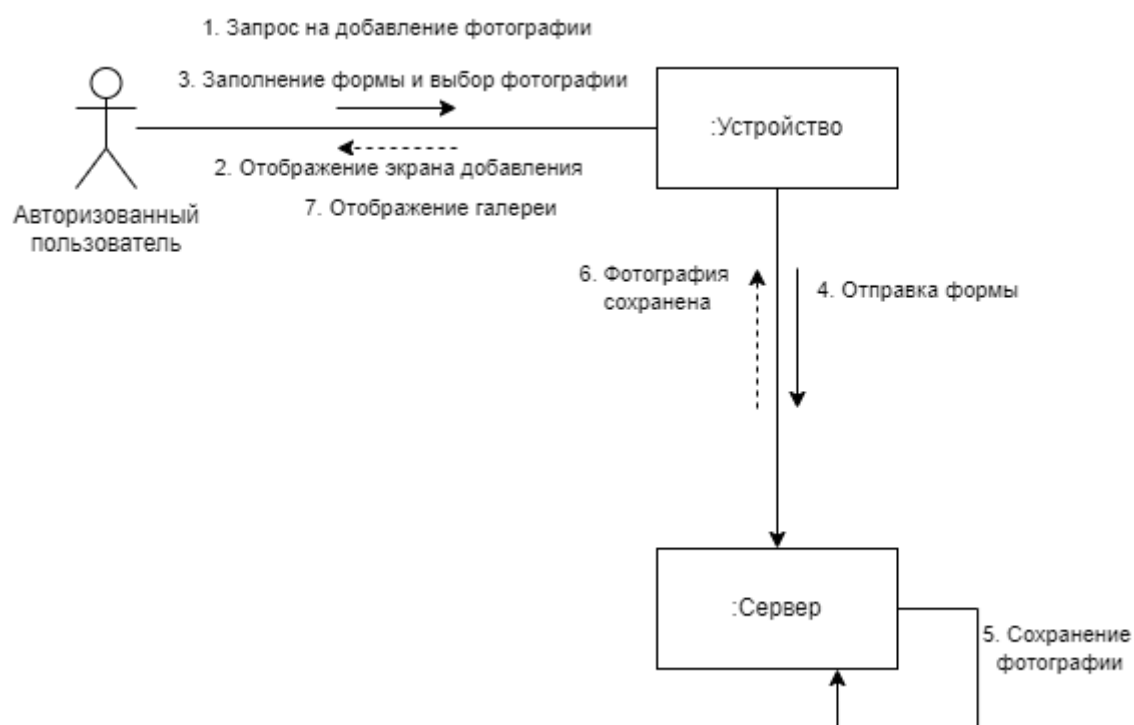 1. Запрос на добавление фотографии
3. Заполнение формы и выбор фотографии
:Устройство
2. Отображение экрана добавления
7. Отображение галереи
Авторизованный
пользователь
6. Фотография
сохранена
4. Отправка формы
:Сервер
5. Сохранение
фотографии